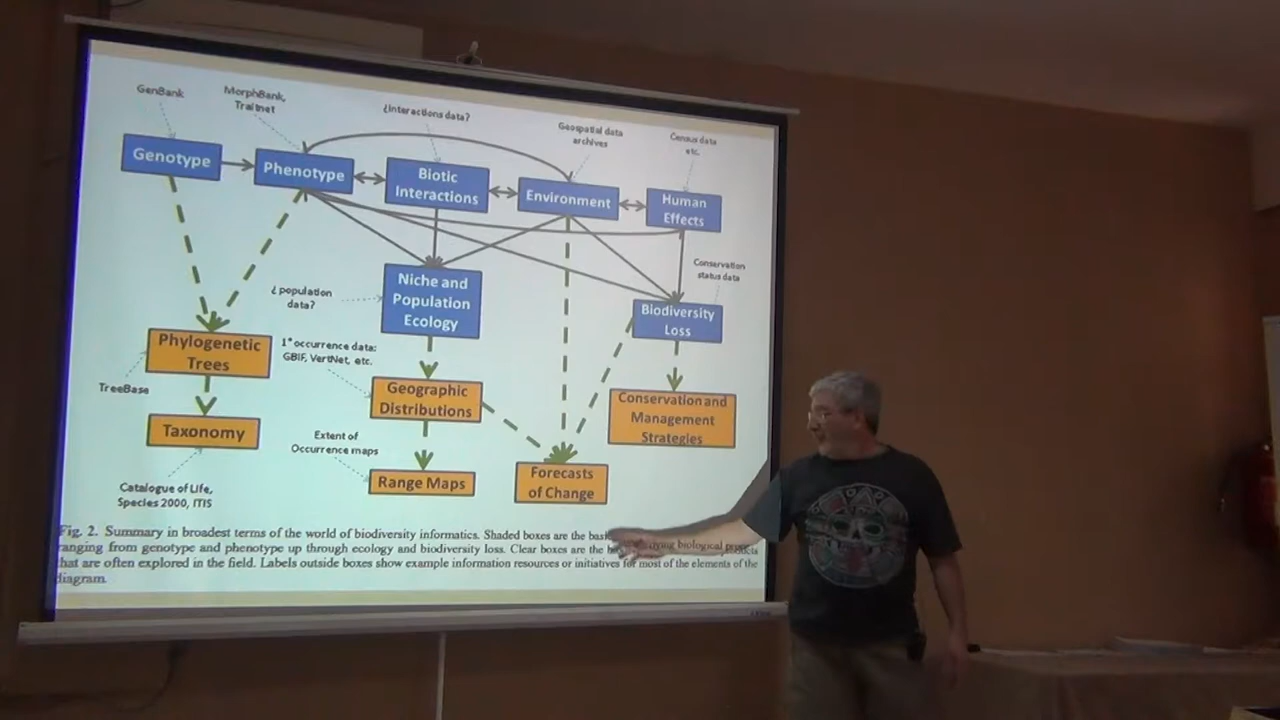 GenBank
MorphBank,
Traitnet
¿Interactions data?
Geospatial data
archives
Census data
etc.
Genotype
Phenotype
Biotic
Interactions
Environment
Human
Effects
Conservation
status data
¿population
data?
Niche and
Population
Ecology
Biodiversity
Loss
Phylogenetic
Trees
1° occurrence data:
GBIF, VertNet, etc.
TreeBase
Geographic
Distributions
Conservation and
Management
Strategies
Taxonomy
Extent of
Occurrence maps
Range Maps
Forecasts
of Change
Catalogue of Life,
Species 2000, ITIS
Fig. 2. Summary in broadest terms of the world of biodiversity informatics. Shaded boxes are the
ranging from genotype and phenotype up through ecology and biodiversity loss. Clear boxes are the
that are often explored in the field. Labels outside boxes show example information resources or initiatives for most of the elements of the
diagram.